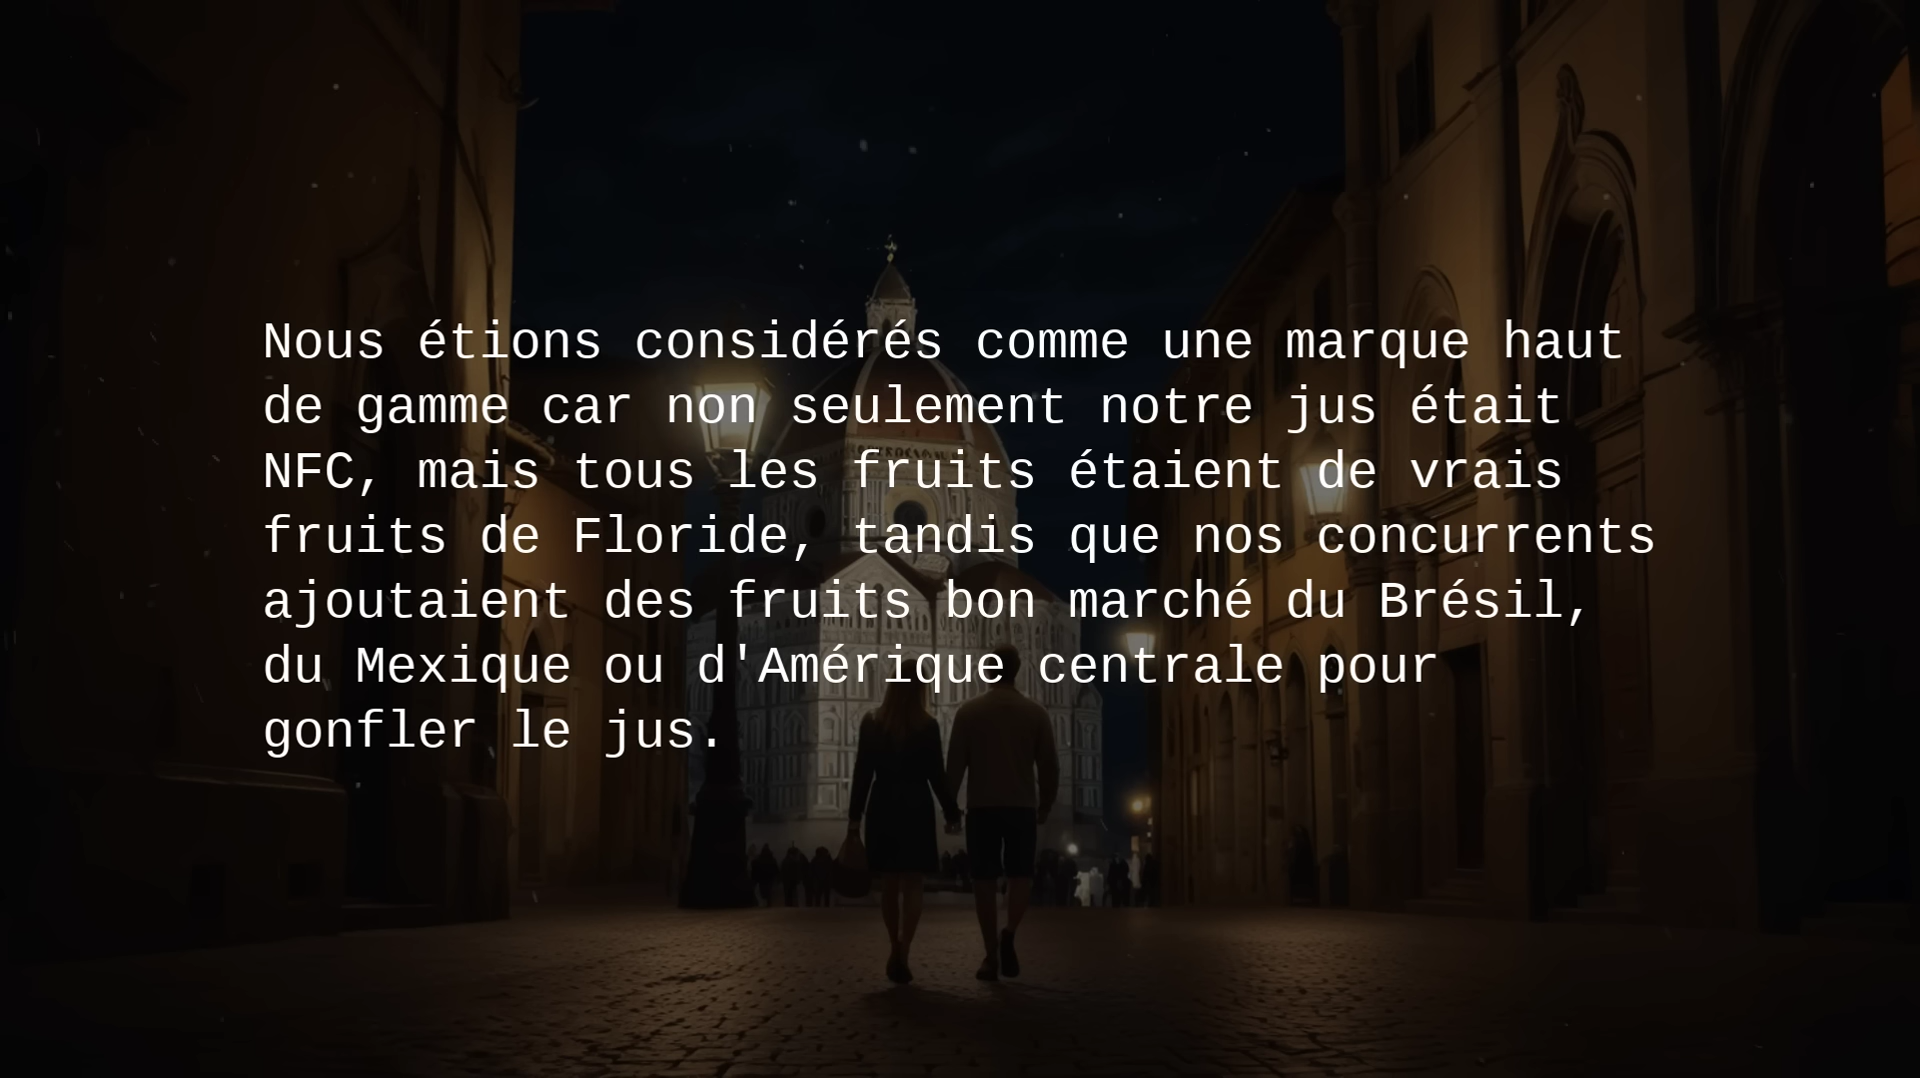 Nous étions considérés comme une marque haut
de gamme car non seulement notre jus était
NFC, mais tous les fruits étaient de vrais
fruits de Floride, tandis que nos concurrents
ajoutaient des fruits bon marché du Brésil,
du Mexique ou d'Amérique centrale pour
gonfler le jus.